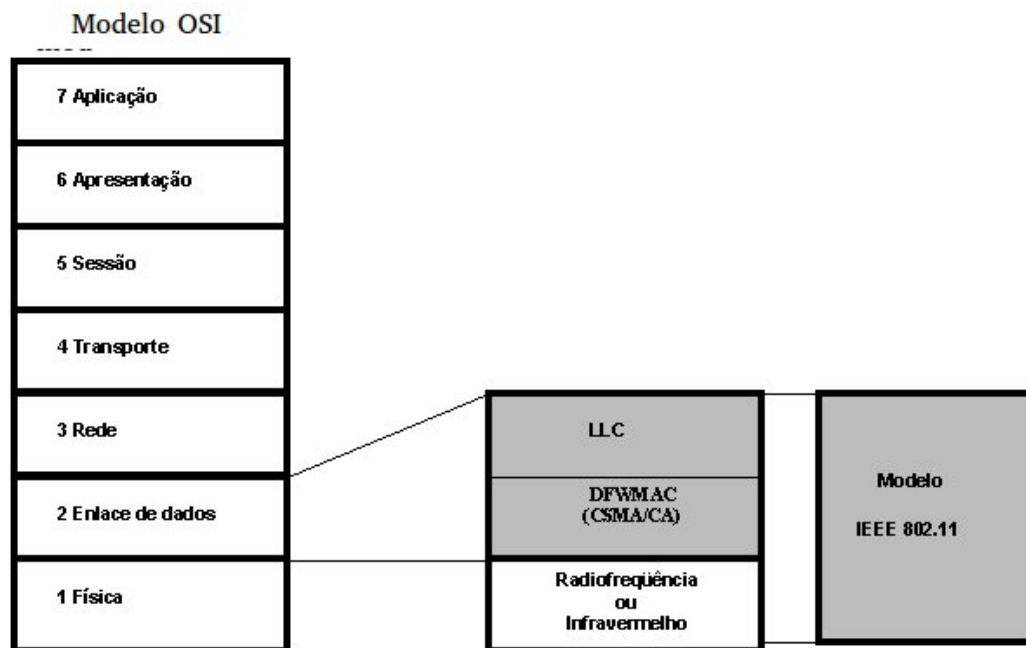 Modelo OSI
7 Aplicação
6 Apresentação
5 Sessão
4 Transporte
3 Rede
2 Enlace de dados
1 Física
LLC
DFWMAC
(CSMA/CA)
Radiofreqüência
ou
Infravermelho
Modelo
IEEE 802.11